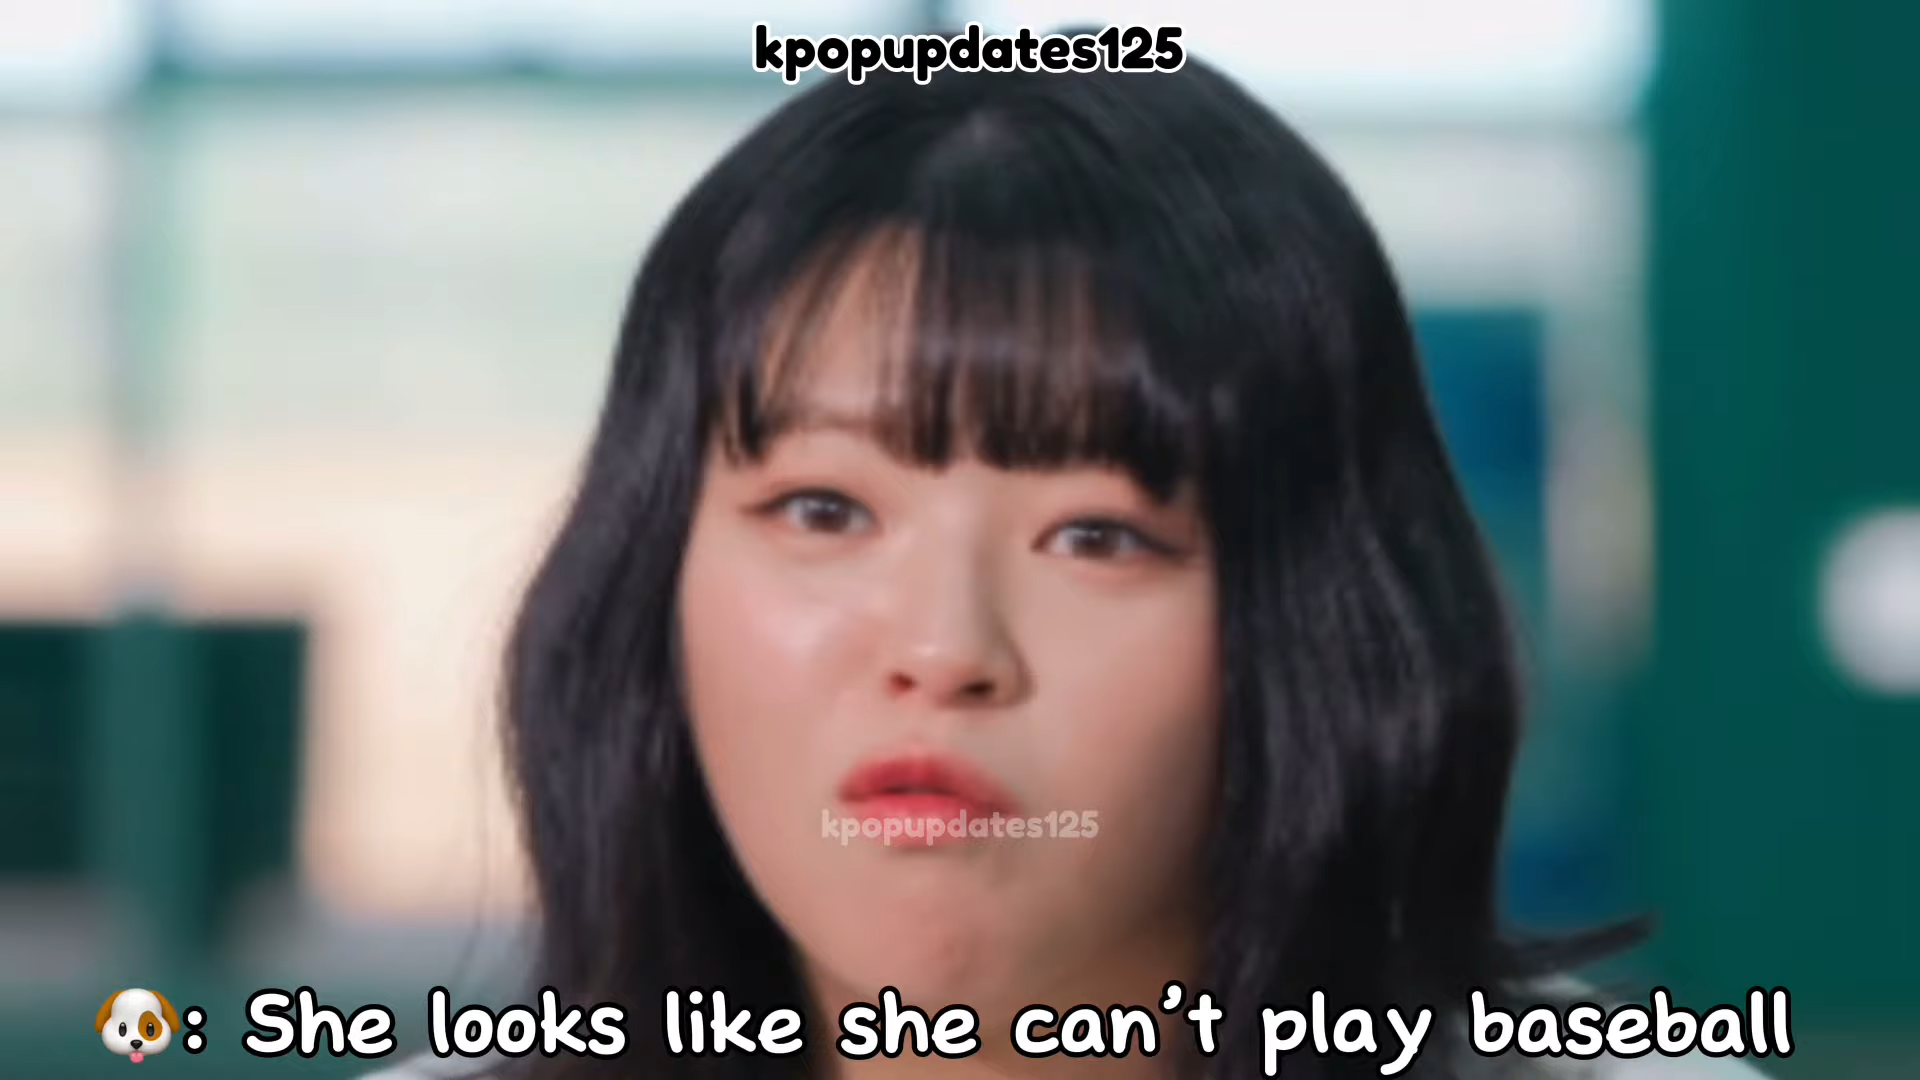 kpopupdates125
kpopupdates125
🐶: She looks like she can’t play baseball